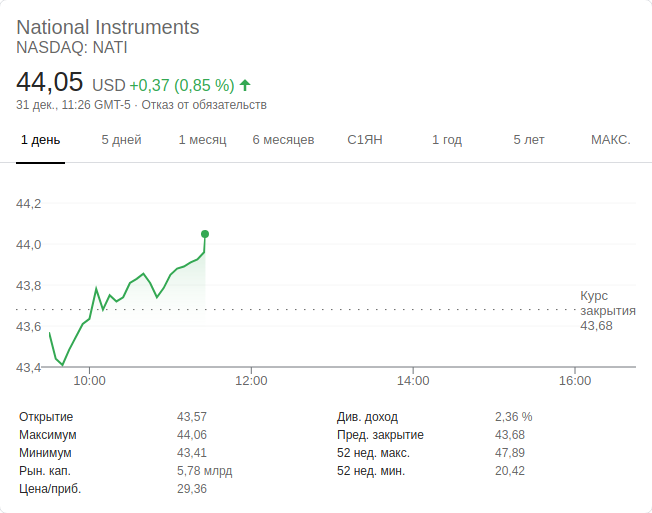 National Instruments
NASDAQ: NATI
44,05 USD +0,37 (0,85 %)
31 дек., 11:26 GMT-5 · Отказ от обязательств
1 день 5 дней 1 месяц 6 месяцев С1ЯН 1 год 5 лет МАКС.
44,2
44,0
43,8
43,6
43,4
Курс
закрытия
43,68
10:00 12:00 14:00 16:00
Открытие 43,57 Див. доход 2,36 %
Максимум 44,06 Пред. закрытие 43,68
Минимум 43,41 52 нед. макс. 47,89
Рын. кап. 5,78 млрд 52 нед. мин. 20,42
Цена/приб. 29,36